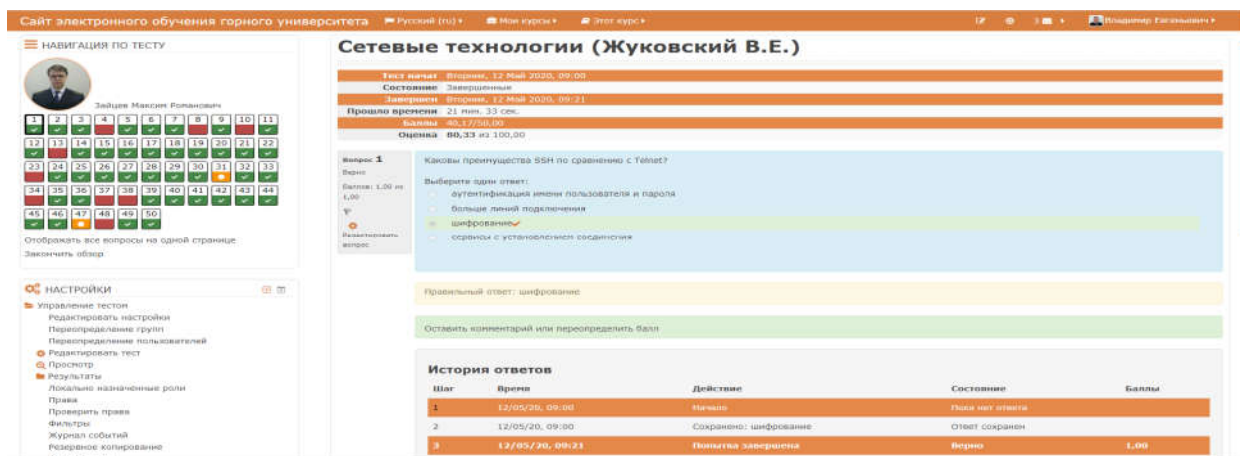 Сайт электронного обучения горного университета Русский (ru) Мои курсы Этот курс
3 Владимир Евгеньевич
НАВИГАЦИЯ ПО ТЕСТУ
Зайцев Максим Романович
1 2 3 4 5 6 7 8 9 10 11
12 13 14 15 16 17 18 19 20 21 22
23 24 25 26 27 28 29 30 31 32 33
34 35 36 37 38 39 40 41 42 43 44
45 46 47 48 49 50
Отображать все вопросы на одной странице
Закончить обзор
НАСТРОЙКИ
Управление тестом
Редактировать настройки
Переопределение групп
Переопределение пользователей
Редактировать тест
Просмотр
Результаты
Локально назначенные роли
Права
Проверить права
Фильтры
Журнал событий
Резервное копирование
Сетевые технологии (Жуковский В.Е.)
Тест начат Вторник, 12 Май 2020, 09:00
Состояние Завершенные
Завершен Вторник, 12 Май 2020, 09:21
Прошло времени 21 мин. 33 сек.
Баллы 40,17/50,00
Оценка 80,33 из 100,00
Вопрос 1
Верно
Баллов: 1,00 из
1,00
Редактировать
вопрос
Каковы преимущества SSH по сравнению с Telnet?
Выберите один ответ:
аутентификация имени пользователя и пароля
больше линий подключения
шифрование
сервисы с установлением соединения
Правильный ответ: шифрование
Оставить комментарий или переопределить балл
История ответов
Шаг Время Действие Состояние Баллы
1 12/05/20, 09:00 Начало Пока нет ответа
2 12/05/20, 09:00 Сохранено: шифрование Ответ сохранен
3 12/05/20, 09:21 Попытка завершена Верно 1,00